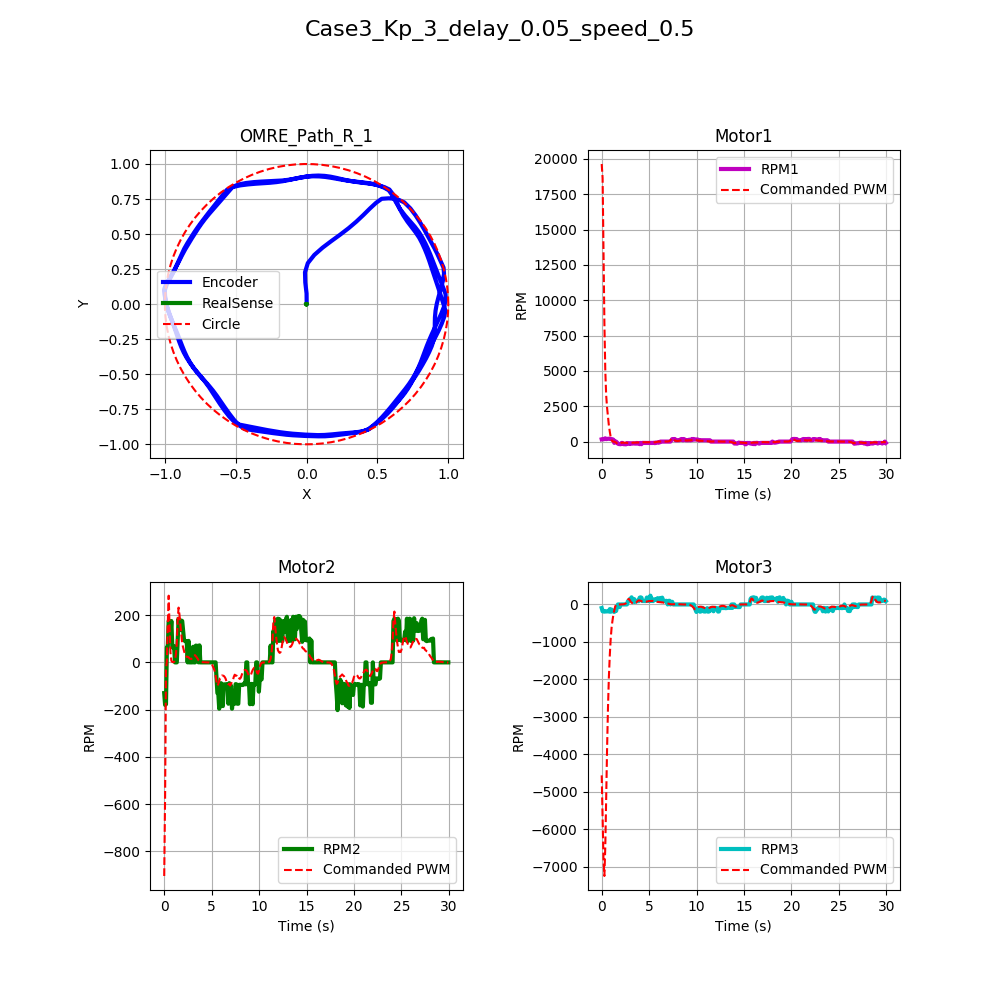 Case3_Kp_3_delay_0.05_speed_0.5
OMRE_Path_R_1
1.00
0.75
0.50
0.25
0.00
−0.25
−0.50
−0.75
−1.00
Y
Encoder
RealSense
Circle
−1.0 −0.5 0.0 0.5 1.0
X
Motor1
20000
17500
15000
12500
10000
7500
5000
2500
0
RPM
RPM1
Commanded PWM
0 5 10 15 20 25 30
Time (s)
Motor2
200
0
−200
−400
−600
−800
RPM
RPM2
Commanded PWM
0 5 10 15 20 25 30
Time (s)
Motor3
0
−1000
−2000
−3000
−4000
−5000
−6000
−7000
RPM
RPM3
Commanded PWM
0 5 10 15 20 25 30
Time (s)